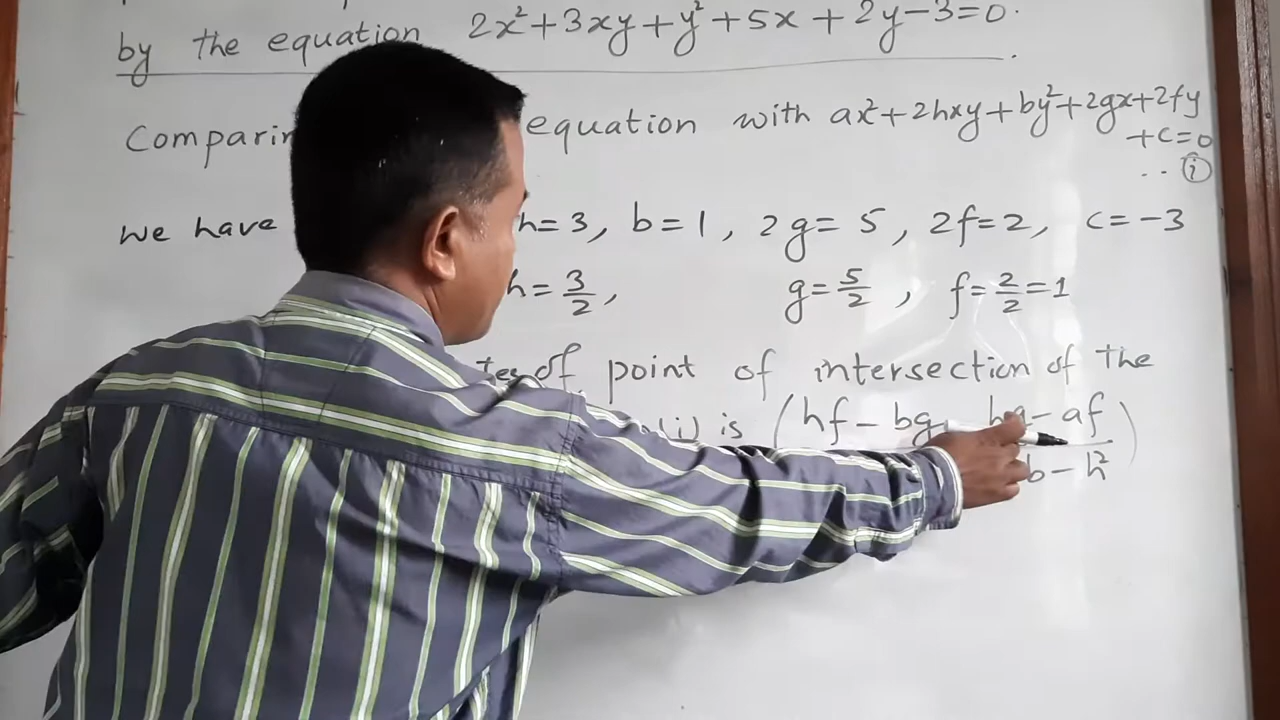 by the equation 2x²+3xy+y²+5x+2y-3=0.
equation with ax²+2hxy+by²+2gx+2fy
+c=0
.. (i)
we have h=3, b=1, 2g=5, 2f=2, c=-3
h=3/2, g=5/2, f=2/2=1
of point of intersection of the
(i) is (hf-bg, hg-af
b-h²)